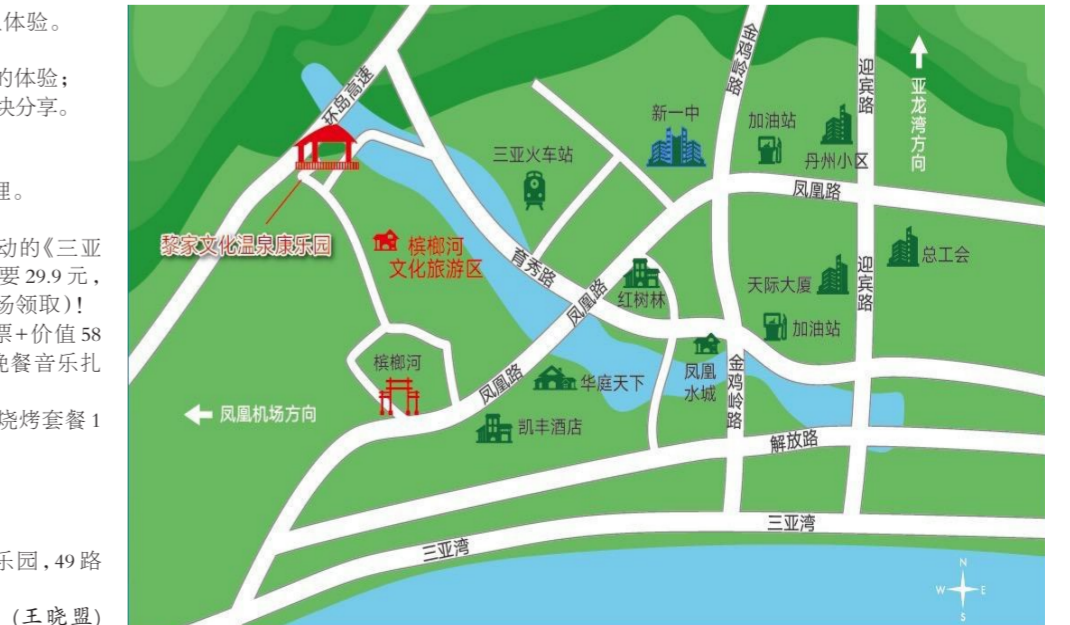 体验。
的体验；
块分享。
理。
动的《三亚
要 29.9 元，
场领取）！
票+价值 58
晚餐音乐扎
烧烤套餐 1
乐园，49 路
（王晓盟）
环岛高速
金鸡岭路
迎宾路
亚龙湾方向
新一中
加油站
丹州小区
三亚火车站
凤凰路
黎家文化温泉康乐园
槟榔河
文化旅游区
育秀路
凤凰路
红树林
天际大厦
迎宾路
总工会
加油站
槟榔河
凤凰路
华庭天下
凤凰
水城
金鸡岭路
凤凰机场方向
凯丰酒店
解放路
三亚湾
三亚湾
N
W
E
S